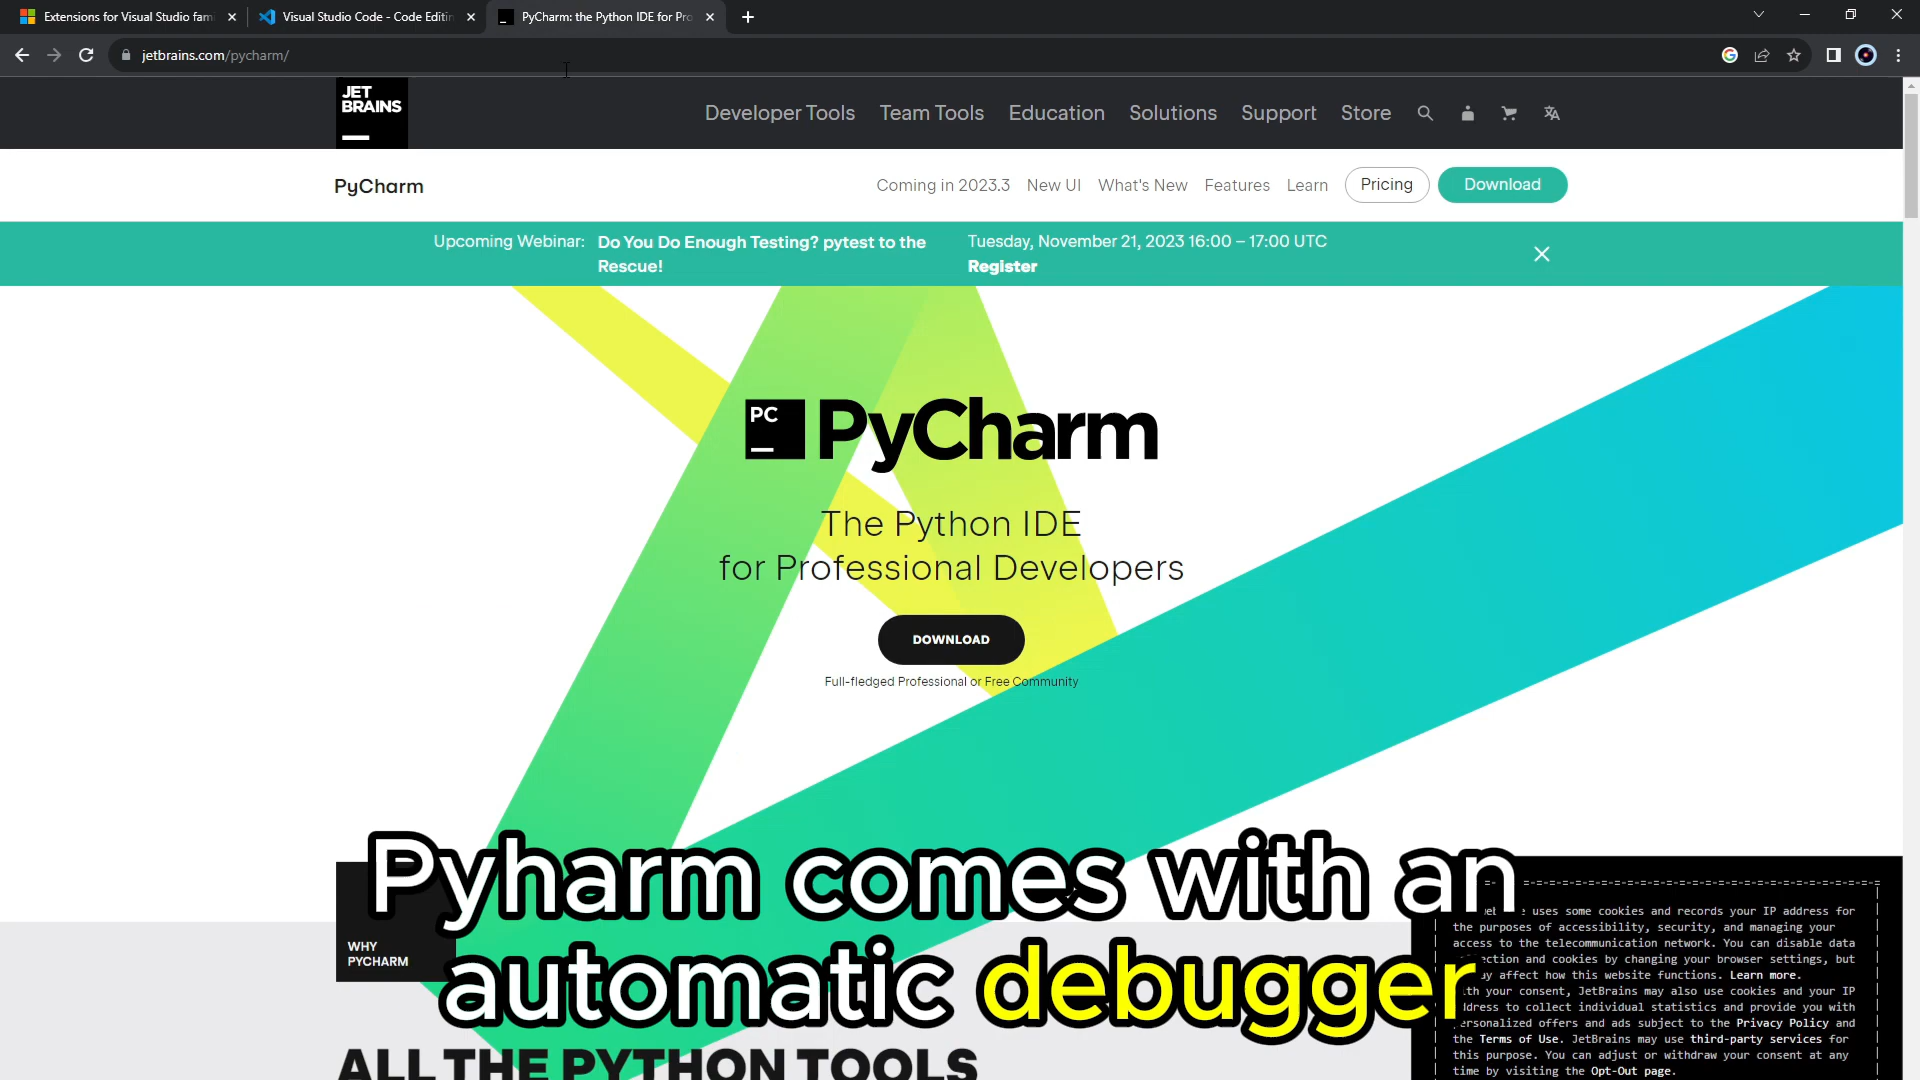 Extensions for Visual Studio fami
Visual Studio Code - Code Editin
PyCharm: the Python IDE for Pro
jetbrains.com/pycharm/
JET
BRAINS
Developer Tools
Team Tools
Education
Solutions
Support
Store
PyCharm
Coming in 2023.3
New UI
What's New
Features
Learn
Pricing
Download
Upcoming Webinar:
Do You Do Enough Testing? pytest to the
Rescue!
Tuesday, November 21, 2023 16:00 – 17:00 UTC
Register
PC
PyCharm
The Python IDE
for Professional Developers
DOWNLOAD
Full-fledged Professional or Free Community
WHY
PYCHARM
Pyharm comes with an
automatic debugger
ALL THE PYTHON TOOLS
uses some cookies and records your IP address for
the purposes of accessibility, security, and managing your
access to the telecommunication network. You can disable data
and cookies by changing your browser settings, but
affect how this website functions. Learn more.
your consent, JetBrains may also use cookies and your IP
to collect individual statistics and provide you with
offers and ads subject to the Privacy Policy and
the Terms of Use. JetBrains may use third-party services for
this purpose. You can adjust or withdraw your consent at any
time by visiting the Opt-Out page.